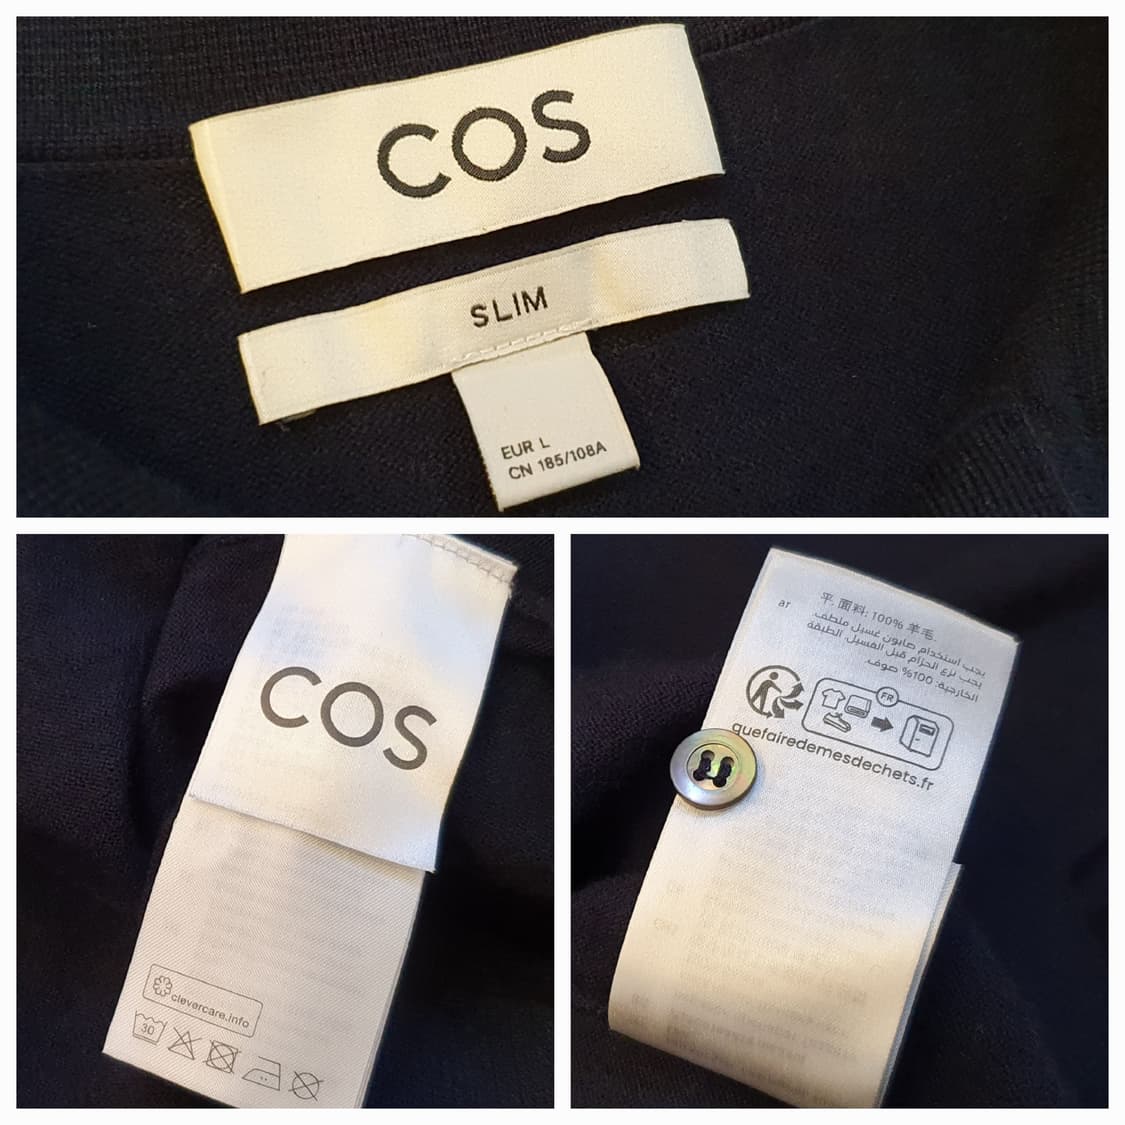 COS
SLIM
EUR L
CN 185/108A
COS
clevercare.info
30
平. 面料: 100% 羊毛.
ar
يجب استخدام صابون غسيل ملطف.
يجب نزع الحزام قبل الغسيل. الطبقة
الخارجية: 100% صوف.
FR
quefairedemesdechets.fr